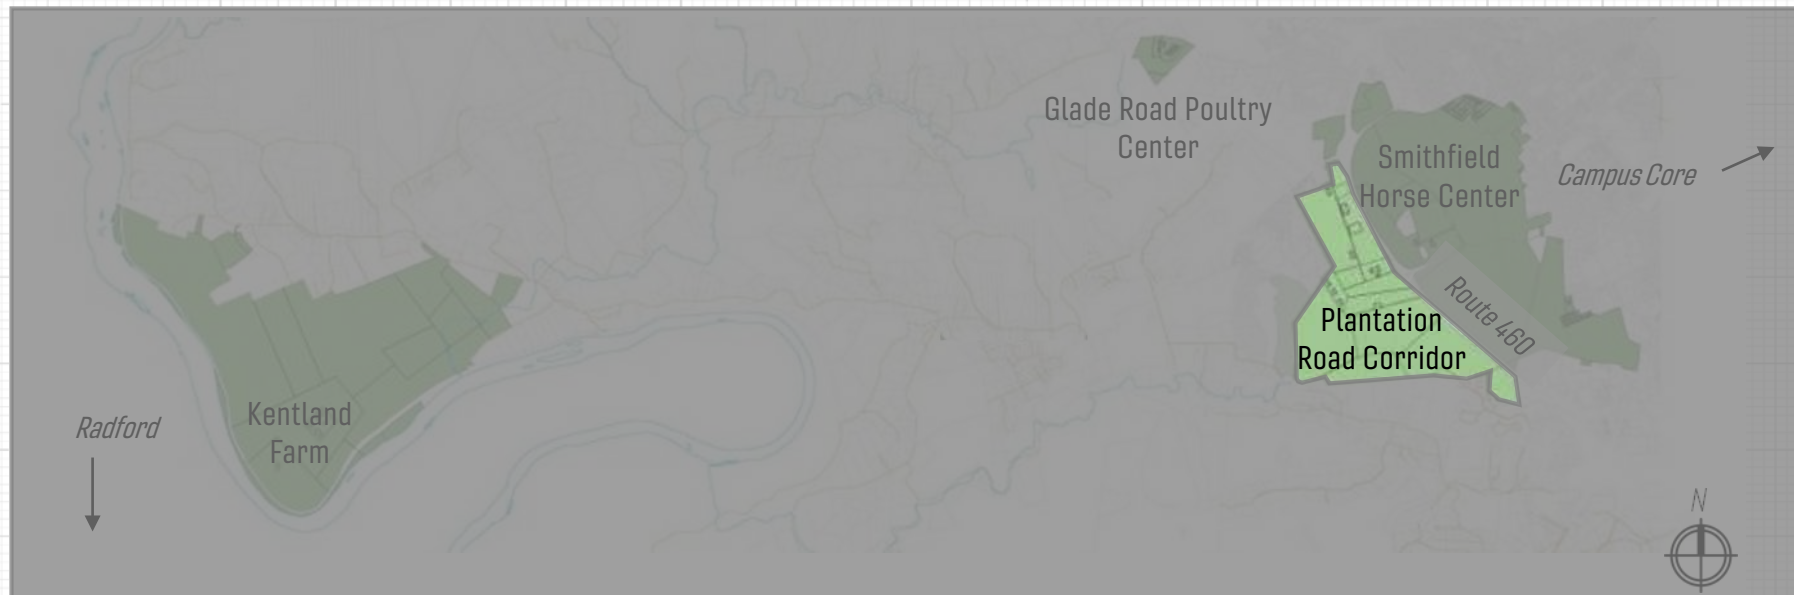 Glade Road Poultry
Center
Smithfield
Horse Center
Campus Core
Route 460
Plantation
Road Corridor
Kentland
Farm
Radford
N